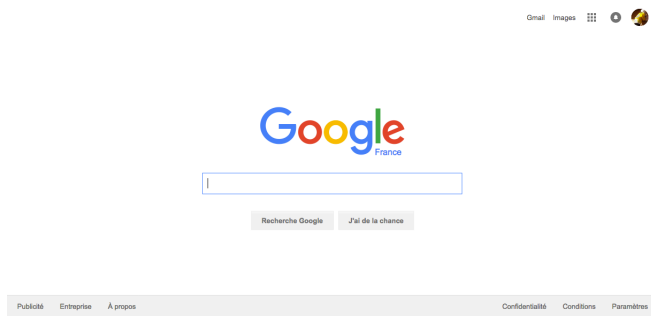 Gmail Images
Google
France
Recherche Google J'ai de la chance
Publicité Entreprise À propos Confidentialité Conditions Paramètres